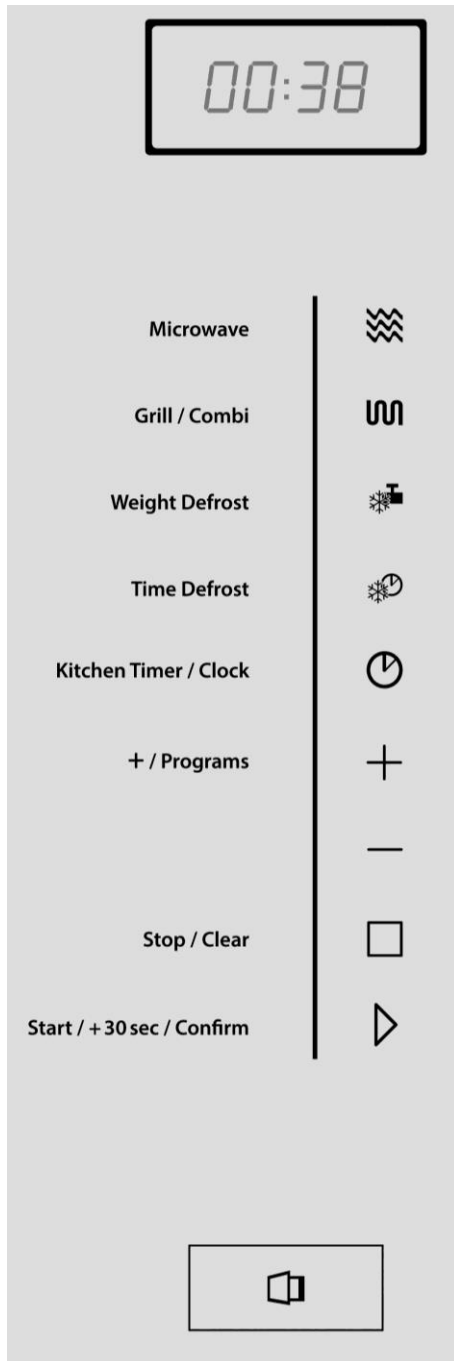 00:38
Microwave
Grill / Combi
Weight Defrost
Time Defrost
Kitchen Timer / Clock
+ / Programs
Stop / Clear
Start / +30 sec / Confirm